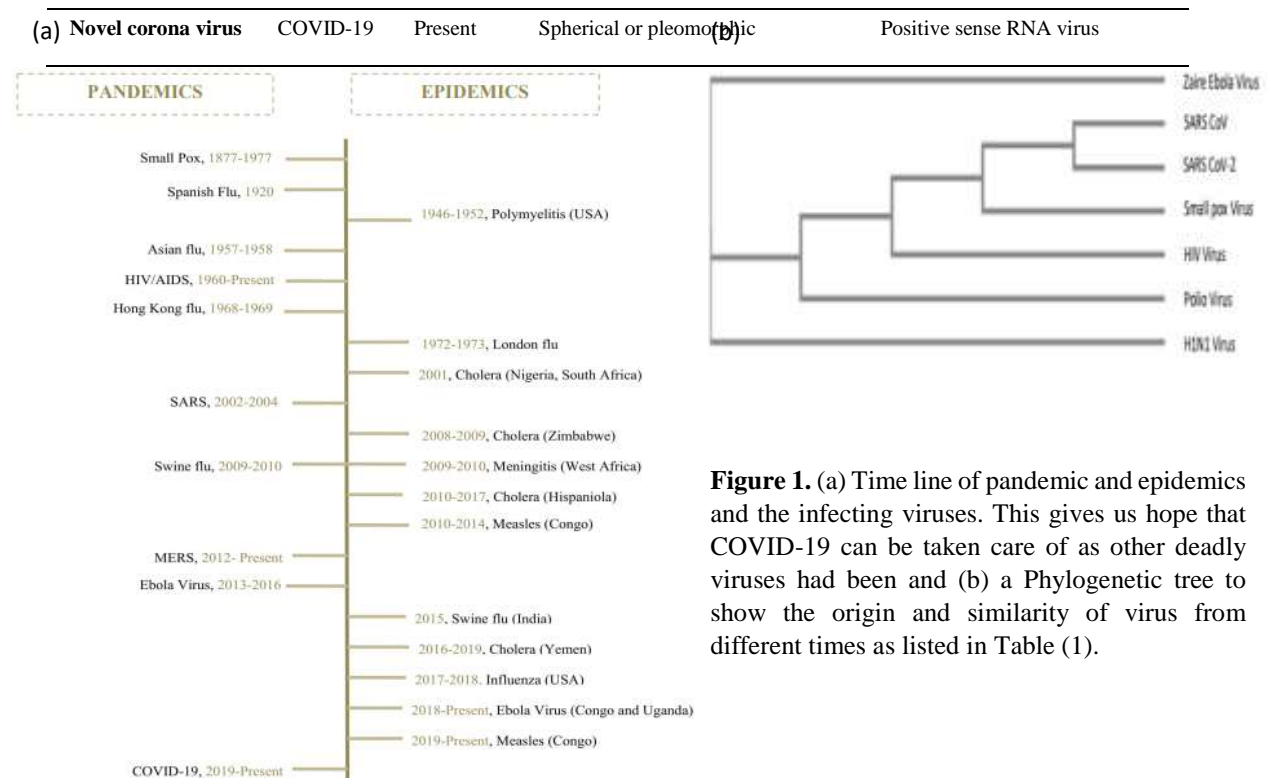 Novel corona virus COVID-19 Present Spherical or pleomorphic Positive sense RNA virus
(a)
(b)
PANDEMICS
EPIDEMICS
Small Pox, 1877-1977
Spanish Flu, 1920
1946-1952, Polymyelitis (USA)
Asian flu, 1957-1958
HIV/AIDS, 1960-Present
Hong Kong flu, 1968-1969
1972-1973, London flu
2001, Cholera (Nigeria, South Africa)
SARS, 2002-2004
2008-2009, Cholera (Zimbabwe)
Swine flu, 2009-2010
2009-2010, Meningitis (West Africa)
2010-2017, Cholera (Hispaniola)
2010-2014, Measles (Congo)
MERS, 2012- Present
Ebola Virus, 2013-2016
2015, Swine flu (India)
2016-2019, Cholera (Yemen)
2017-2018. Influenza (USA)
2018-Present, Ebola Virus (Congo and Uganda)
2019-Present, Measles (Congo)
COVID-19, 2019-Present
Zaire Ebola Virus
SARS CoV
SARS CoV-2
Small pox Virus
HIV Virus
Polio Virus
H1N1 Virus
Figure 1. (a) Time line of pandemic and epidemics
and the infecting viruses. This gives us hope that
COVID-19 can be taken care of as other deadly
viruses had been and (b) a Phylogenetic tree to
show the origin and similarity of virus from
different times as listed in Table (1).